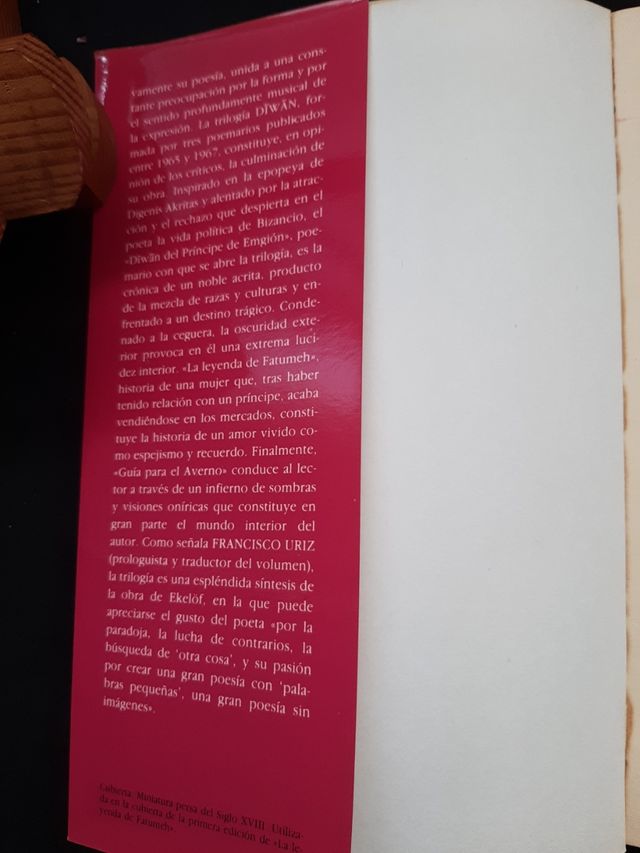 vamente su poesía, unida a una cons-
tante preocupación por la forma y por
el sentido profundamente musical de
la expresión. La trilogía DĪWĀN, for-
mada por tres poemarios publicados
entre 1965 y 1967, constituye, en opi-
nión de los críticos, la culminación de
su obra. Inspirado en la epopeya de
Digenís Akritas y alentado por la atrac-
ción y el rechazo que despierta en el
poeta la vida política de Bizancio, el
«Dīwān del Príncipe de Emgión», poe-
mario con que se abre la trilogía, es la
crónica de un noble acrita, producto
de la mezcla de razas y culturas y en-
frentado a un destino trágico. Conde-
nado a la ceguera, la oscuridad exte-
rior provoca en él una extrema luci-
dez interior. «La leyenda de Fatumeh»,
historia de una mujer que, tras haber
tenido relación con un príncipe, acaba
vendiéndose en los mercados, consti-
tuye la historia de un amor vivido co-
mo espejismo y recuerdo. Finalmente,
«Guía para el Averno» conduce al lec-
tor a través de un infierno de sombras
y visiones oníricas que constituye en
gran parte el mundo interior del
autor. Como señala FRANCISCO URIZ
(prologuista y traductor del volumen),
la trilogía es una espléndida síntesis de
la obra de Ekelöf, en la que puede
apreciarse el gusto del poeta «por la
paradoja, la lucha de contrarios, la
búsqueda de 'otra cosa', y su pasión
por crear una gran poesía con 'pala-
bras pequeñas', una gran poesía sin
imágenes».
Cubierta: Miniatura persa del Siglo XVIII. Utiliza-
da en la cubierta de la primera edición de «La le-
yenda de Fatumeh»